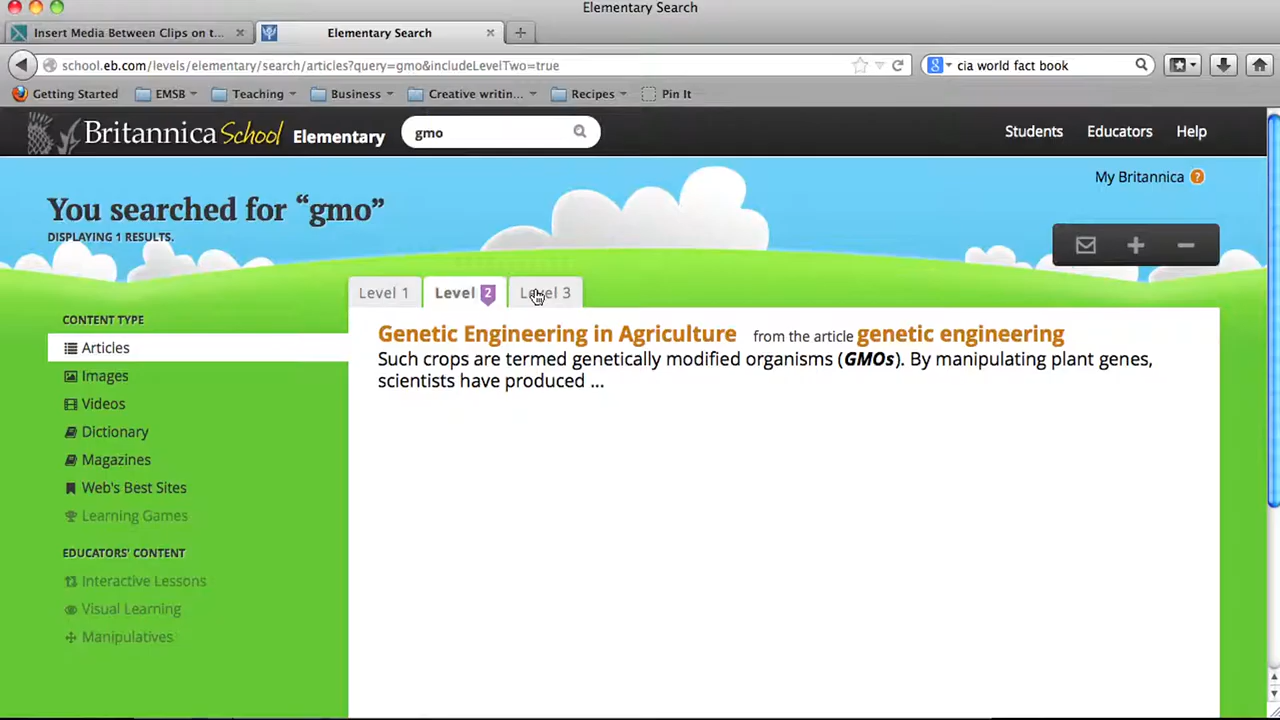 Elementary Search
Insert Media Between Clips on t...
Elementary Search
school.eb.com/levels/elementary/search/articles?query=gmo&includeLevelTwo=true
cia world fact book
Getting Started
EMSB
Teaching
Business
Creative writin...
Recipes
Pin It
Britannica School Elementary
gmo
Students
Educators
Help
My Britannica ?
You searched for “gmo”
DISPLAYING 1 RESULTS.
Level 1
Level 2
Level 3
CONTENT TYPE
Articles
Images
Videos
Dictionary
Magazines
Web's Best Sites
Learning Games
EDUCATORS' CONTENT
Interactive Lessons
Visual Learning
Manipulatives
Genetic Engineering in Agriculture from the article genetic engineering
Such crops are termed genetically modified organisms (GMOs). By manipulating plant genes,
scientists have produced ...